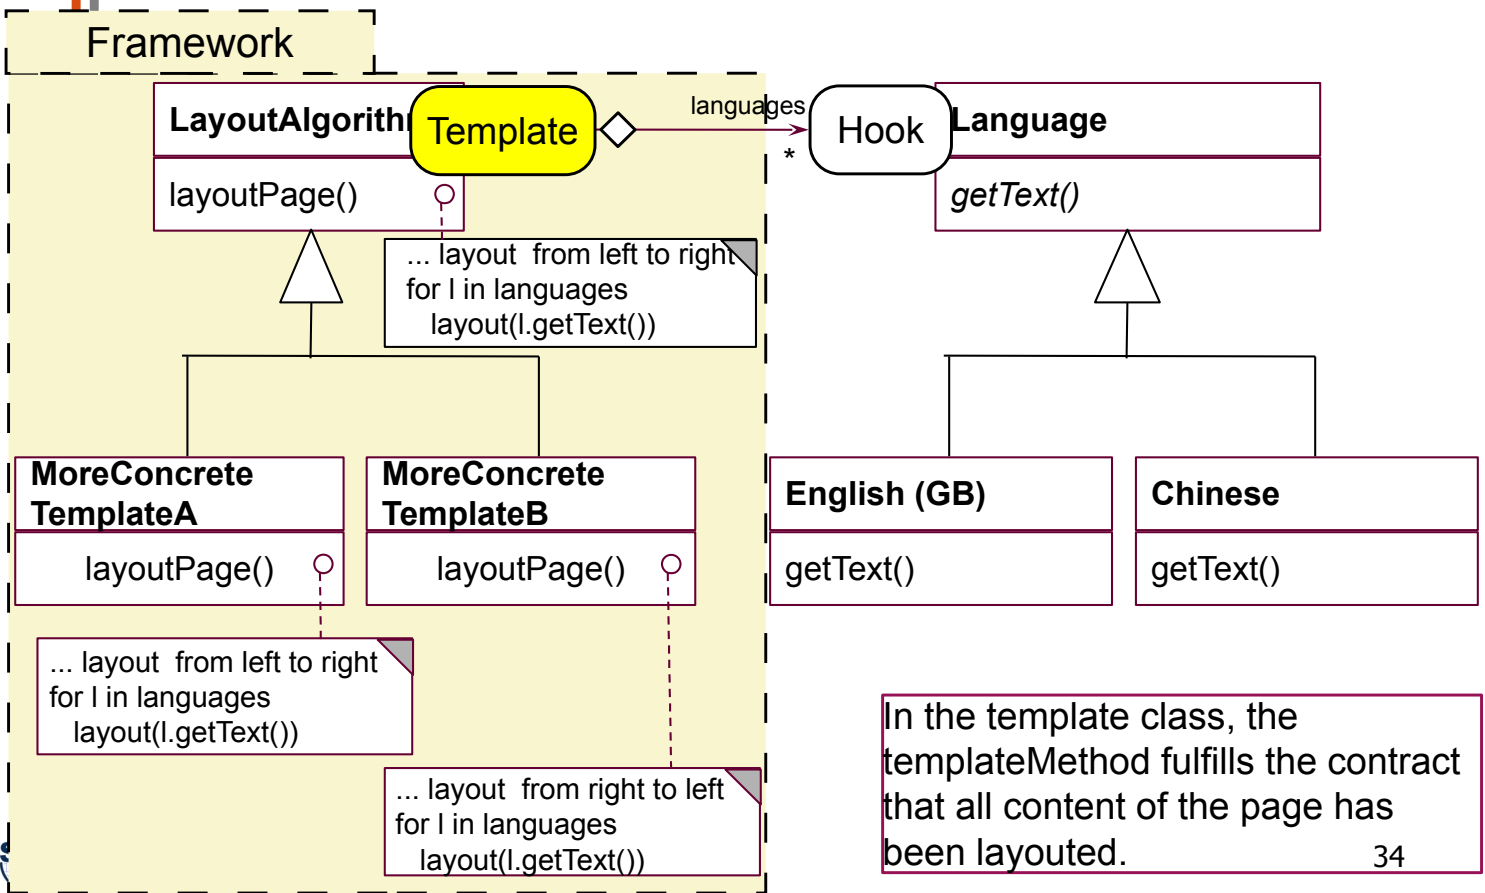 Framework
LayoutAlgorith
Template
languages
*
Hook
Language
layoutPage()
getText()
... layout from left to right
for l in languages
layout(l.getText())
MoreConcrete
TemplateA
layoutPage()
MoreConcrete
TemplateB
layoutPage()
English (GB)
getText()
Chinese
getText()
... layout from left to right
for l in languages
layout(l.getText())
... layout from right to left
for l in languages
layout(l.getText())
In the template class, the
templateMethod fulfills the contract
that all content of the page has
been layouted.
34